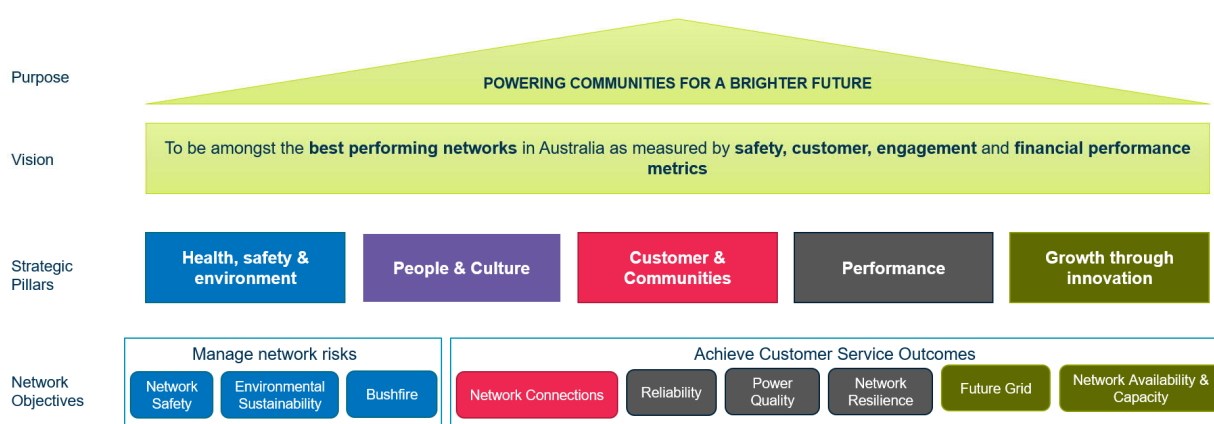 Purpose
POWERING COMMUNITIES FOR A BRIGHTER FUTURE
Vision
To be amongst the best performing networks in Australia as measured by safety, customer, engagement and financial performance
metrics
Strategic
Pillars
Health, safety &
environment
People & Culture
Customer &
Communities
Performance
Growth through
innovation
Network
Objectives
Manage network risks
Network
Safety
Environmental
Sustainability
Bushfire
Achieve Customer Service Outcomes
Network Connections
Reliability
Power
Quality
Network
Resilience
Future Grid
Network Availability &
Capacity